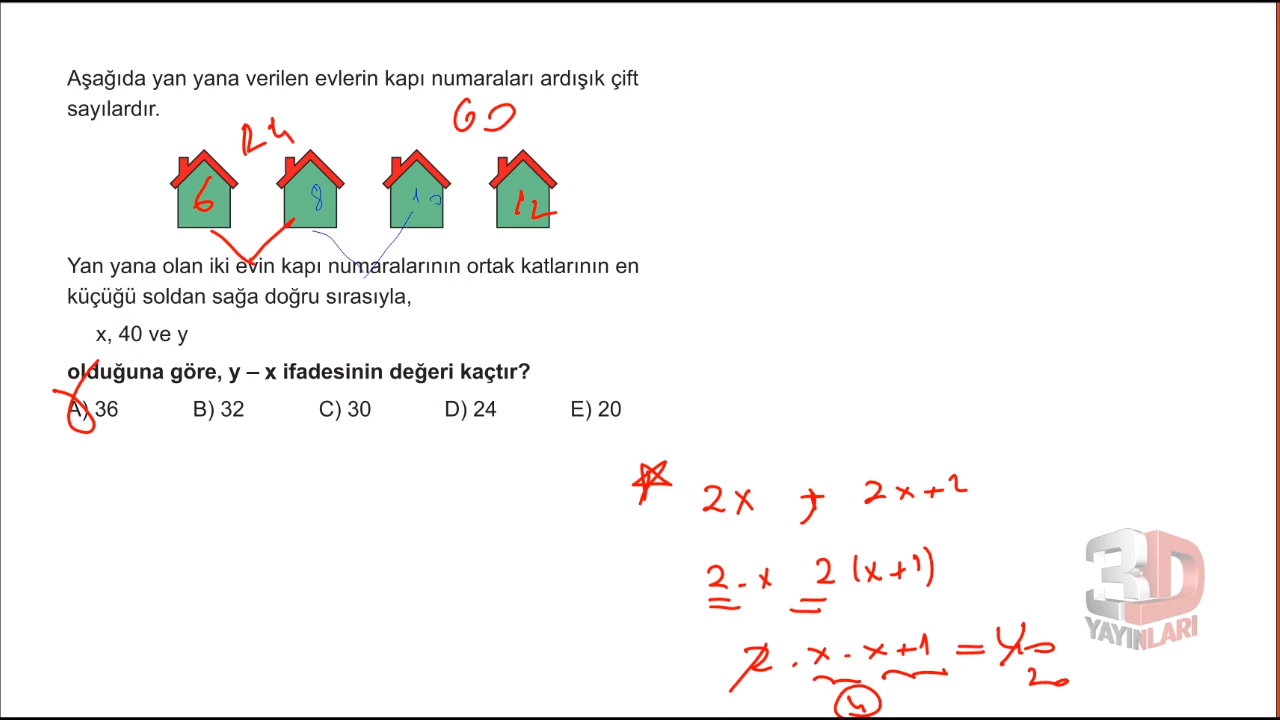 Aşağıda yan yana verilen evlerin kapı numaraları ardışık çift
sayılardır.
24 60
6 8 10 12
Yan yana olan iki evin kapı numaralarının ortak katlarının en
küçüğü soldan sağa doğru sırasıyla,
x, 40 ve y
olduğuna göre, y – x ifadesinin değeri kaçtır?
A) 36 B) 32 C) 30 D) 24 E) 20
2x , 2x+2
2.x 2(x+1)
2.x.x+1 = 40
20
4
3D
YAYINLARI